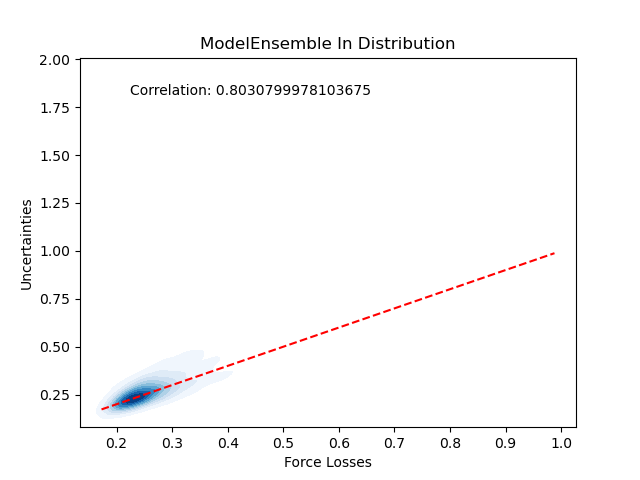 ModelEnsemble In Distribution
Correlation: 0.8030799978103675
2.00
1.75
1.50
1.25
1.00
0.75
0.50
0.25
Uncertainties
0.2 0.3 0.4 0.5 0.6 0.7 0.8 0.9 1.0
Force Losses